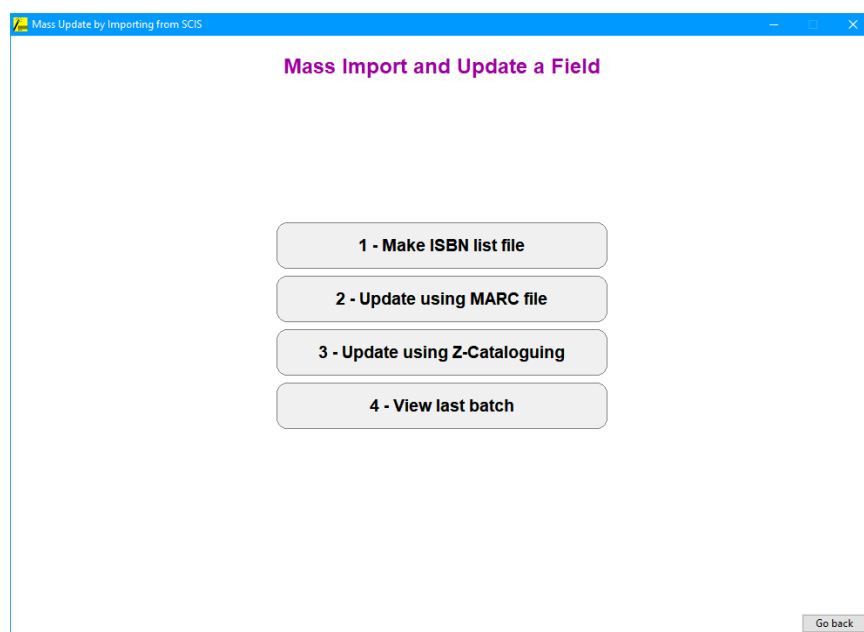 Mass Update by Importing from SCIS
Mass Import and Update a Field
1 - Make ISBN list file
2 - Update using MARC file
3 - Update using Z-Cataloguing
4 - View last batch
Go back